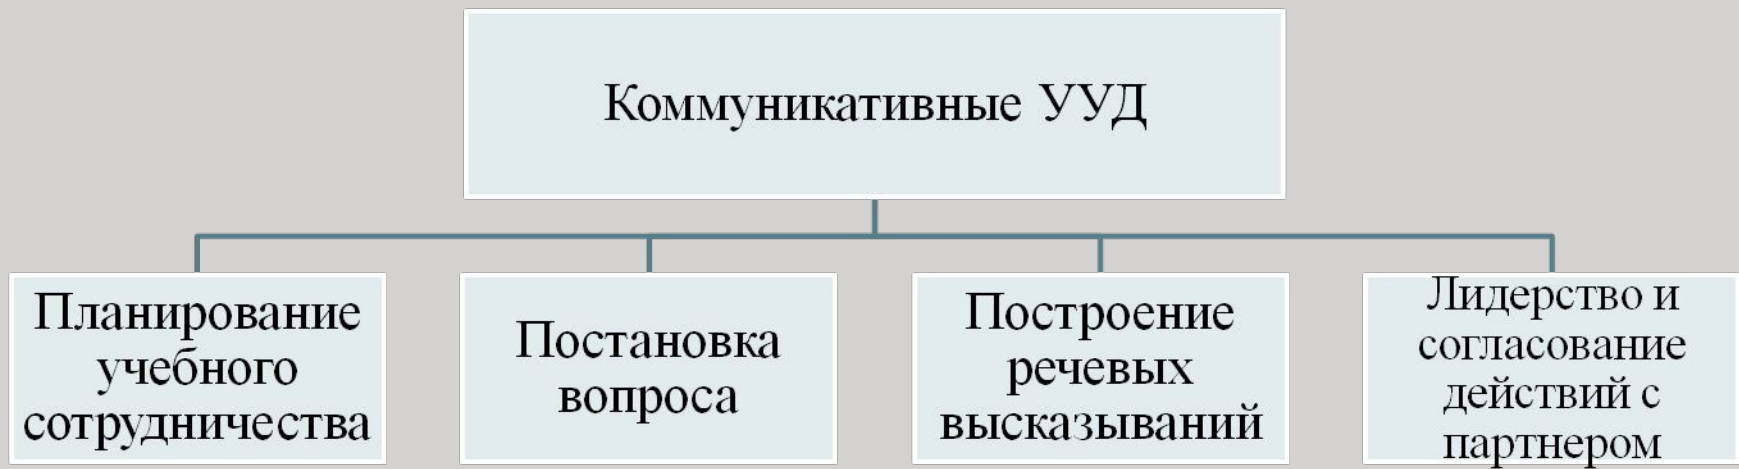 Коммуникативные УУД
Планирование
учебного
сотрудничества
Постановка
вопроса
Построение
речевых
высказываний
Лидерство и
согласование
действий с
партнером